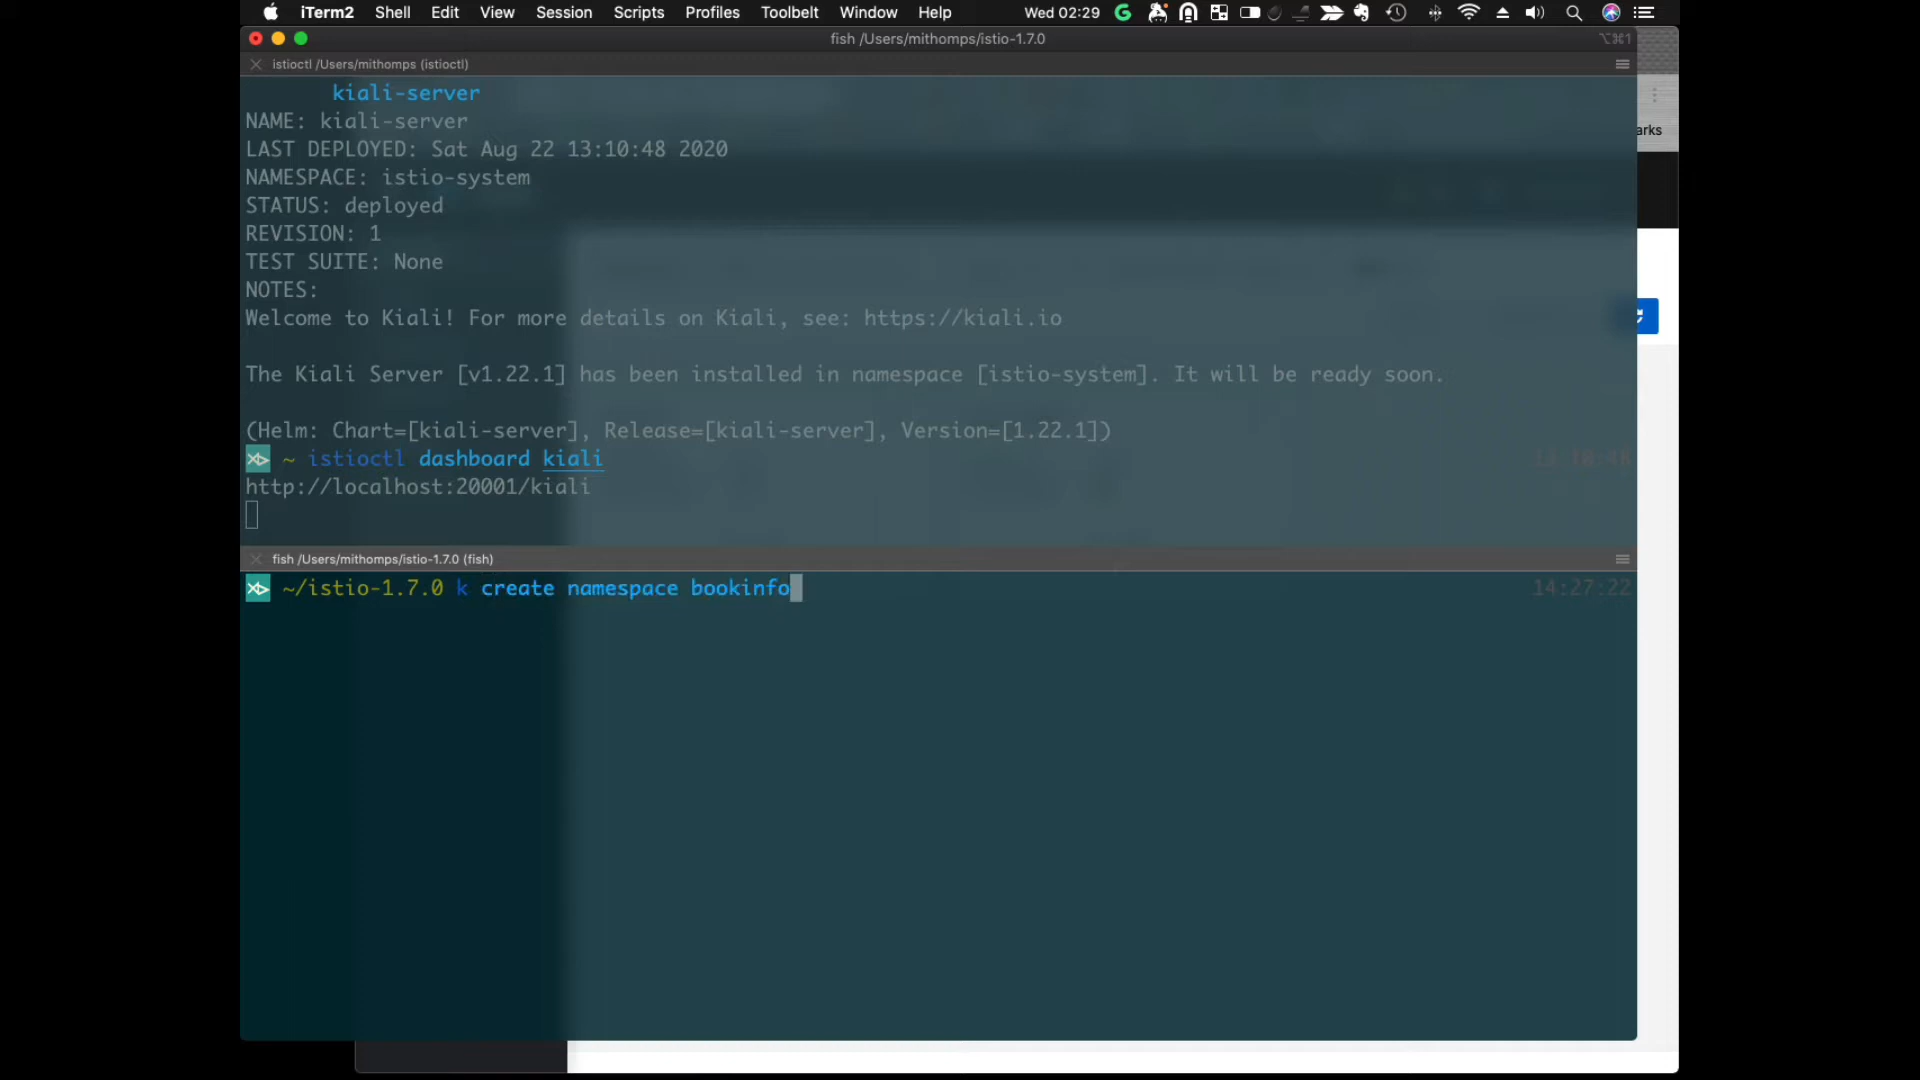 iTerm2 Shell Edit View Session Scripts Profiles Toolbelt Window Help Wed 02:29
fish /Users/mithomps/istio-1.7.0 ⌥⌘1
istioctl /Users/mithomps (istioctl)
kiali-server
NAME: kiali-server
LAST DEPLOYED: Sat Aug 22 13:10:48 2020
NAMESPACE: istio-system
STATUS: deployed
REVISION: 1
TEST SUITE: None
NOTES:
Welcome to Kiali! For more details on Kiali, see: https://kiali.io
The Kiali Server [v1.22.1] has been installed in namespace [istio-system]. It will be ready soon.
(Helm: Chart=[kiali-server], Release=[kiali-server], Version=[1.22.1])
~ istioctl dashboard kiali 13:10:48
http://localhost:20001/kiali
fish /Users/mithomps/istio-1.7.0 (fish)
~/istio-1.7.0 k create namespace bookinfo 14:27:22
arks